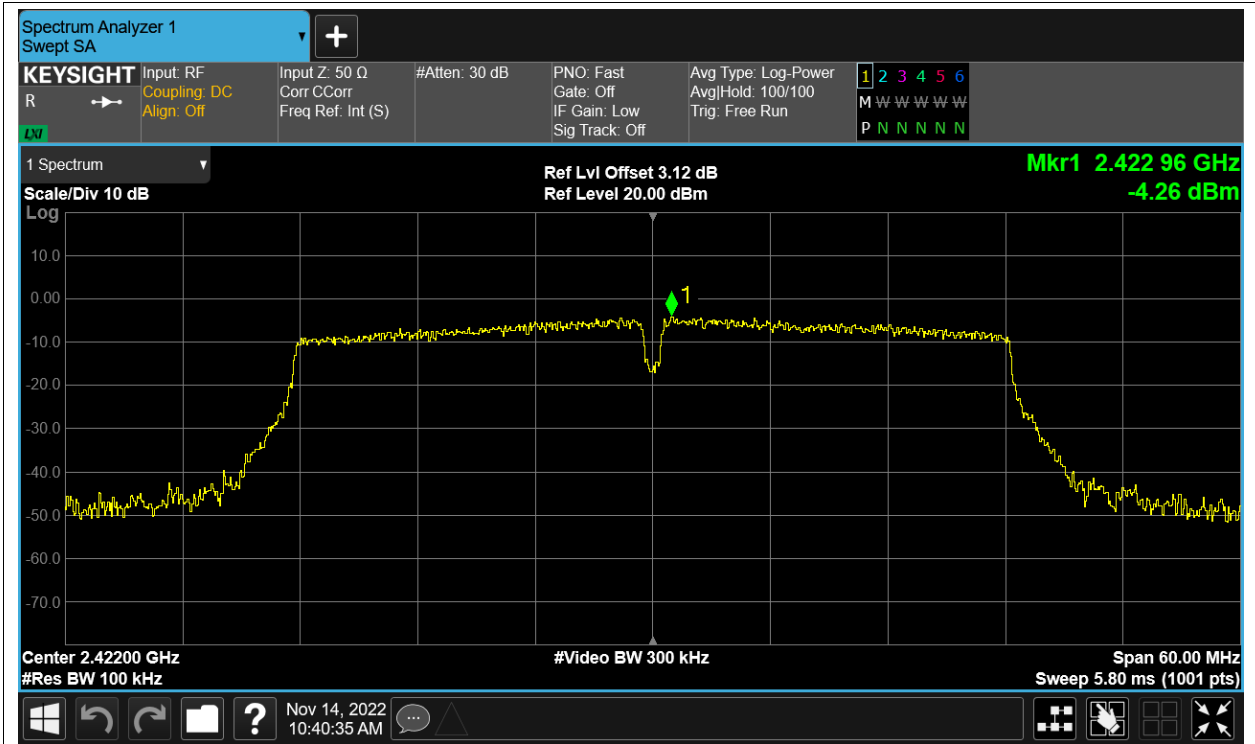 Spectrum Analyzer 1
Swept SA
KEYSIGHT
R
LXI
Input: RF
Coupling: DC
Align: Off
Input Z: 50 Ω
Corr CCorr
Freq Ref: Int (S)
#Atten: 30 dB
PNO: Fast
Gate: Off
IF Gain: Low
Sig Track: Off
Avg Type: Log-Power
Avg|Hold: 100/100
Trig: Free Run
1 2 3 4 5 6
M W W W W W
P N N N N N
1 Spectrum
Scale/Div 10 dB
Log
Ref Lvl Offset 3.12 dB
Ref Level 20.00 dBm
Mkr1 2.422 96 GHz
-4.26 dBm
10.0
0.00
-10.0
-20.0
-30.0
-40.0
-50.0
-60.0
-70.0
1
Center 2.42200 GHz
#Res BW 100 kHz
#Video BW 300 kHz
Span 60.00 MHz
Sweep 5.80 ms (1001 pts)
?
Nov 14, 2022
10:40:35 AM